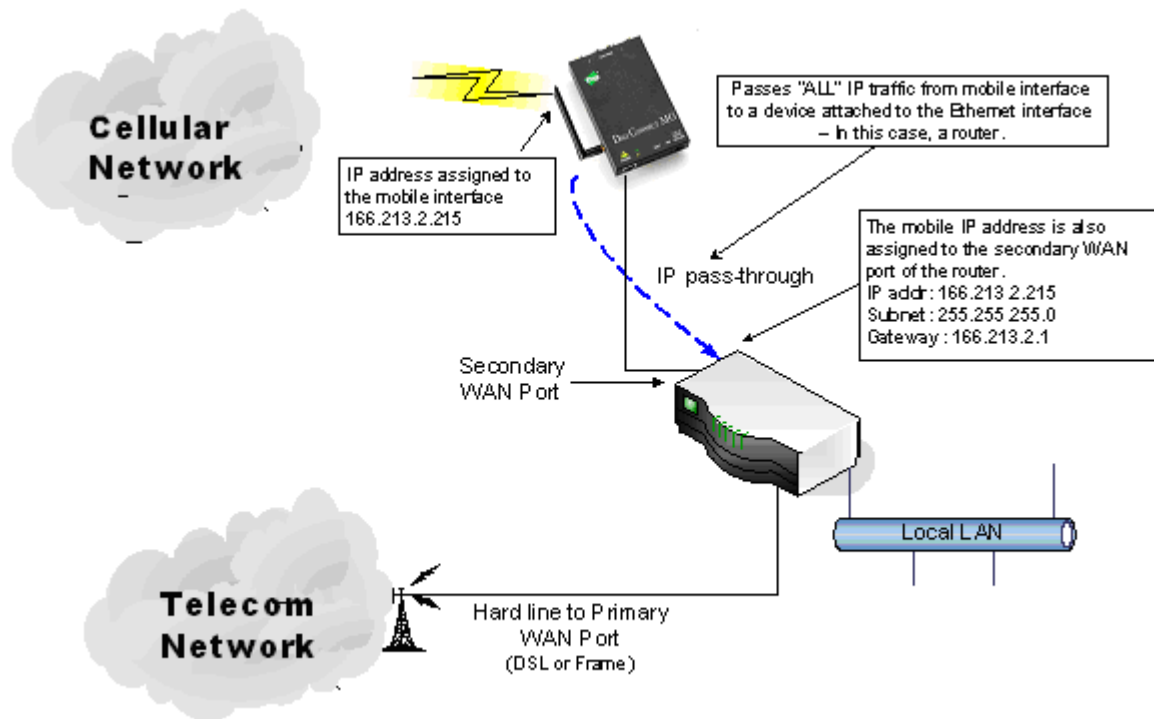 Cellular
Network
IP address assigned to
the mobile interface
166.213.2.215
Passes "ALL" IP traffic from mobile interface
to a device attached to the Ethernet interface
– In this case, a router.
The mobile IP address is also
assigned to the secondary WAN
port of the router.
IP addr: 166.213.2.215
Subnet: 255.255.255.0
Gateway: 166.213.2.1
IP pass-through
Secondary
WAN Port
Local LAN
Telecom
Network
Hard line to Primary
WAN Port
(DSL or Frame)